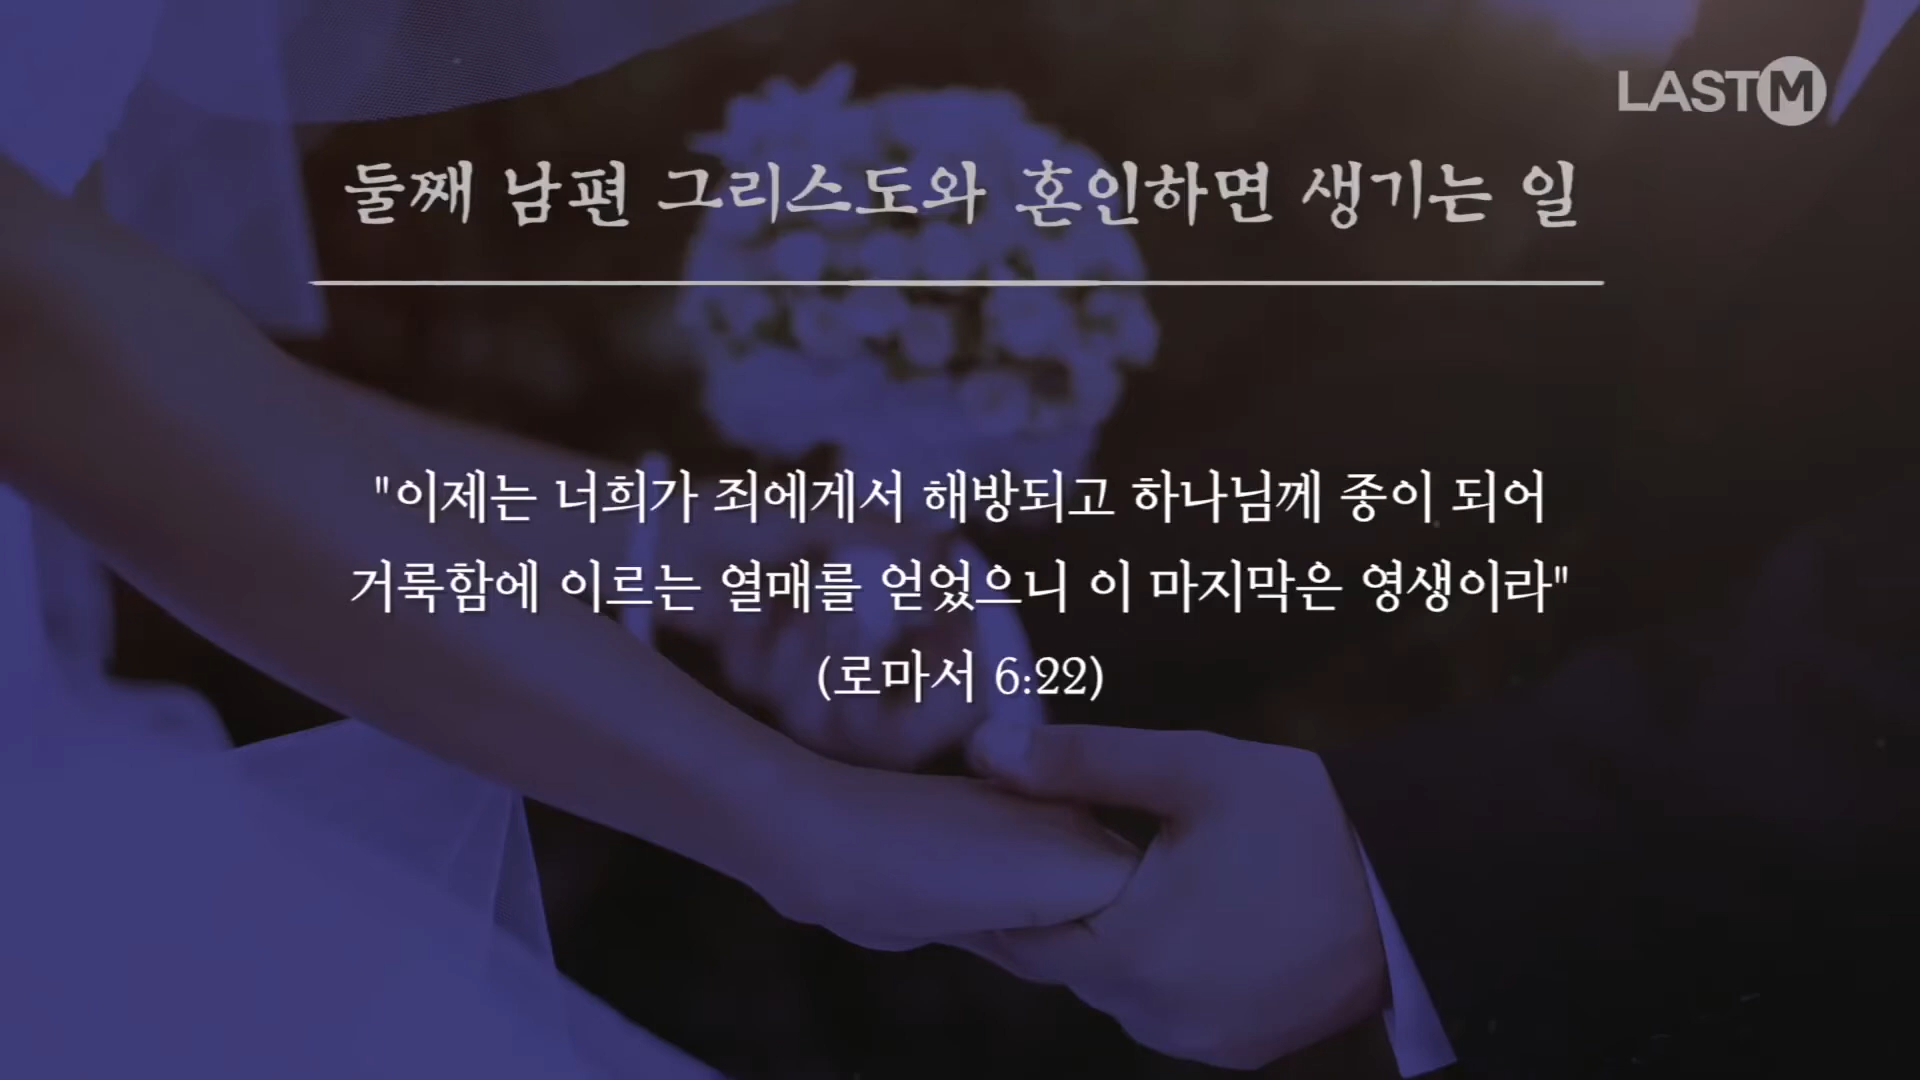 LASTM
둘째 남편 그리스도와 혼인하면 생기는 일
"이제는 너희가 죄에게서 해방되고 하나님께 종이 되어
거룩함에 이르는 열매를 얻었으니 이 마지막은 영생이라"
(로마서 6:22)